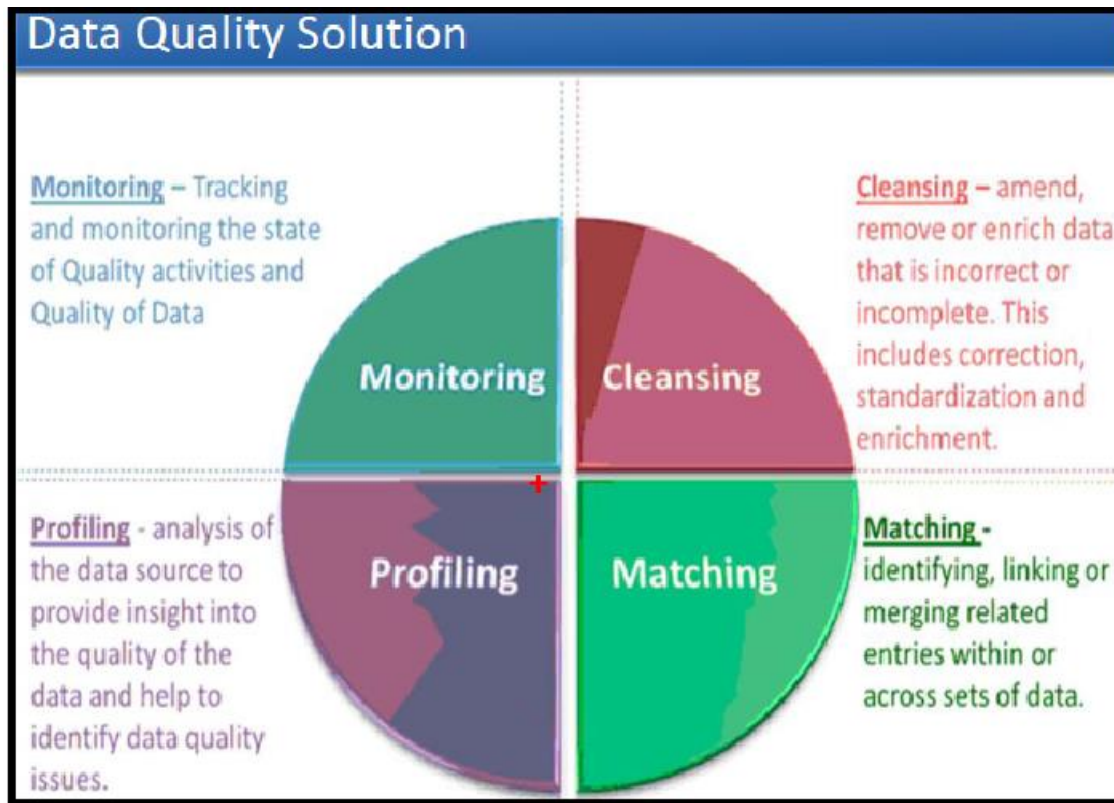 Data Quality Solution
Monitoring – Tracking
and monitoring the state
of Quality activities and
Quality of Data
Cleansing – amend,
remove or enrich data
that is incorrect or
incomplete. This
includes correction,
standardization and
enrichment.
Monitoring
Cleansing
Profiling
Matching
Profiling - analysis of
the data source to
provide insight into
the quality of the
data and help to
identify data quality
issues.
Matching -
identifying, linking or
merging related
entries within or
across sets of data.